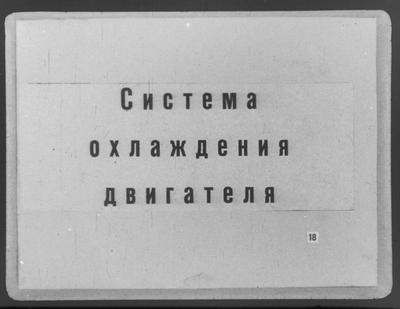 Система
охлаждения
двигателя
18